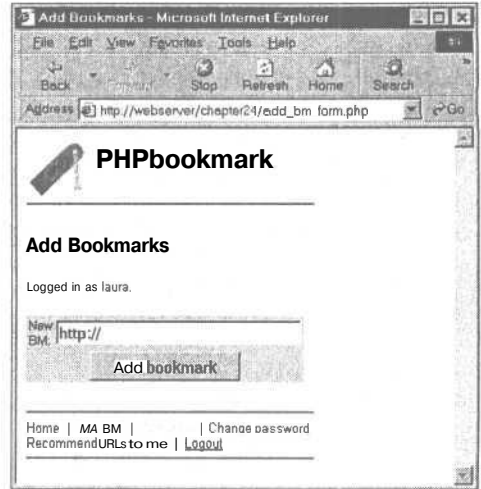 Add Bookmarks - Microsoft Internet Explorer
File Edit View Favorites Tools Help
Back Stop Refresh Home Search
Address http://webserver/chapter24/add_bm form.php Go
PHPbookmark
Add Bookmarks
Logged in as laura.
New BM: http://
Add bookmark
Home | MA BM | | Change password
Recommend URLs to me | Logout